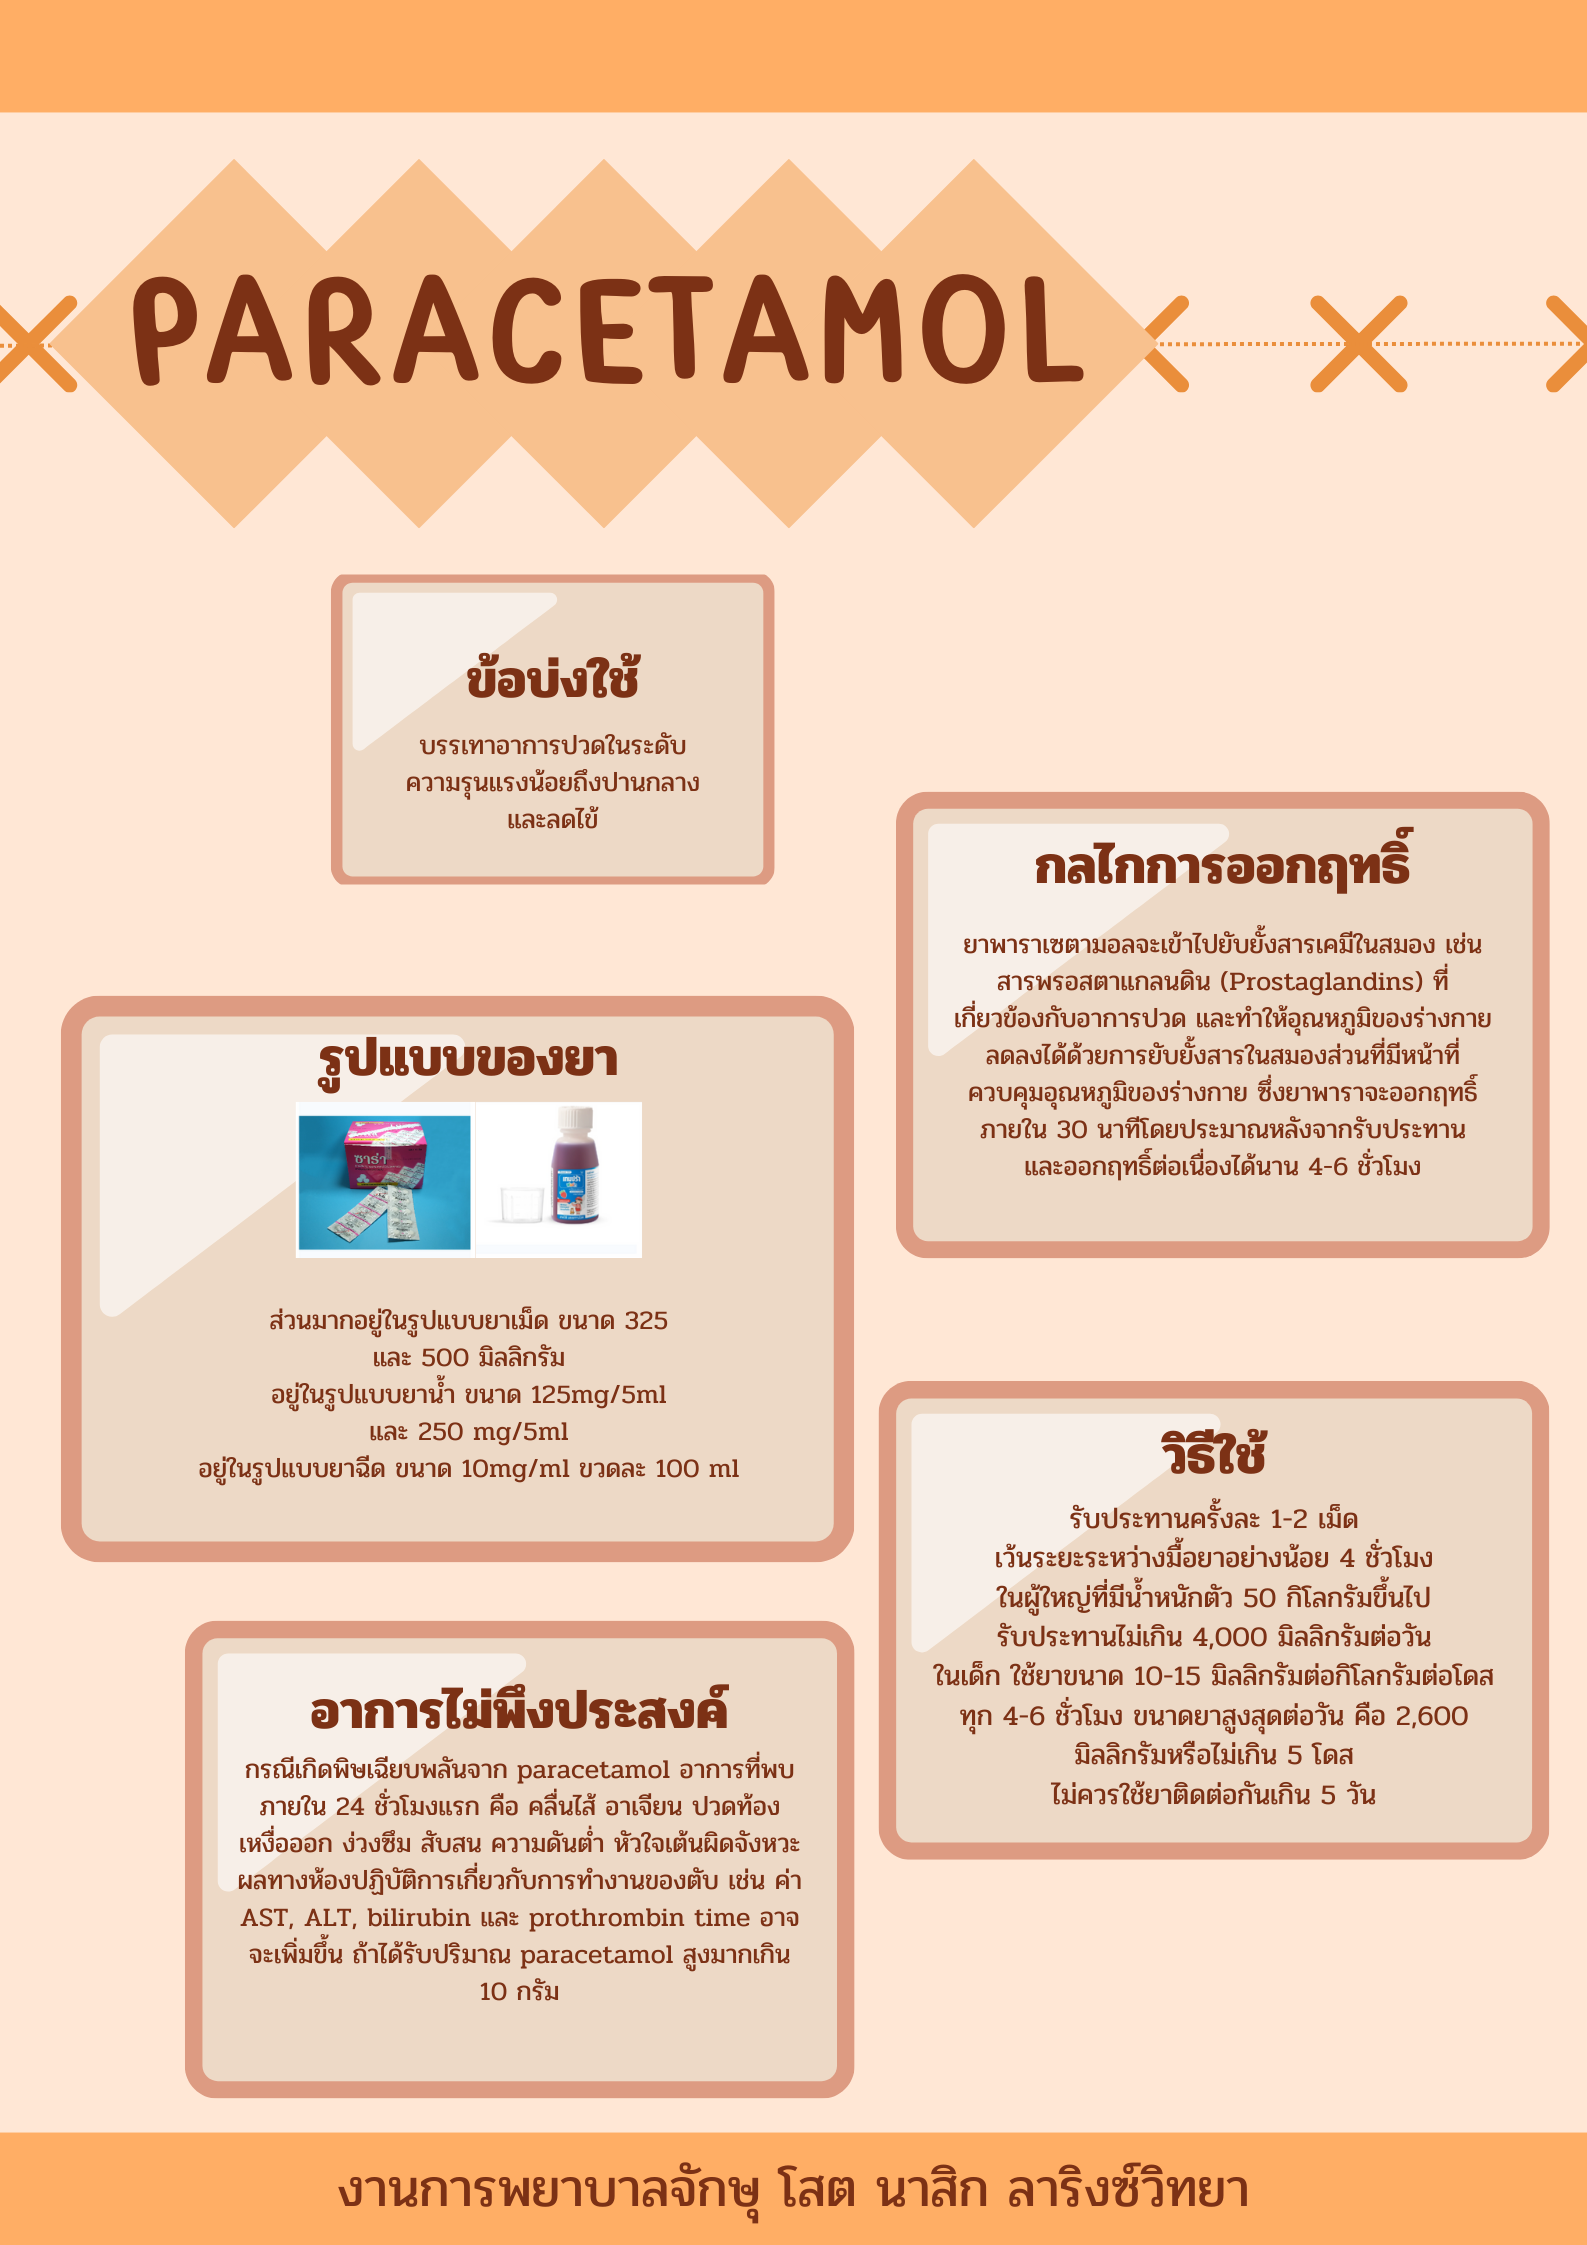 PARACETAMOL
ข้อบ่งใช้
บรรเทาอาการปวดในระดับ
ความรุนแรงน้อยถึงปานกลาง
และลดไข้
กลไกการออกฤทธิ์
ยาพาราเซตามอลจะเข้าไปยับยั้งสารเคมีในสมอง เช่น
สารพรอสตาแกลนดิน (Prostaglandins) ที่
เกี่ยวข้องกับอาการปวด และทำให้อุณหภูมิของร่างกาย
ลดลงได้ด้วยการยับยั้งสารในสมองส่วนที่มีหน้าที่
ควบคุมอุณหภูมิของร่างกาย ซึ่งยาพาราจะออกฤทธิ์
ภายใน 30 นาทีโดยประมาณหลังจากรับประทาน
และออกฤทธิ์ต่อเนื่องได้นาน 4-6 ชั่วโมง
รูปแบบของยา
ซาร่า
ส่วนมากอยู่ในรูปแบบยาเม็ด ขนาด 325
และ 500 มิลลิกรัม
อยู่ในรูปแบบยาน้ำ ขนาด 125mg/5ml
และ 250 mg/5ml
อยู่ในรูปแบบยาฉีด ขนาด 10mg/ml ขวดละ 100 ml
วิธีใช้
รับประทานครั้งละ 1-2 เม็ด
เว้นระยะระหว่างมื้อยาอย่างน้อย 4 ชั่วโมง
ในผู้ใหญ่ที่มีน้ำหนักตัว 50 กิโลกรัมขึ้นไป
รับประทานไม่เกิน 4,000 มิลลิกรัมต่อวัน
ในเด็ก ใช้ยาขนาด 10-15 มิลลิกรัมต่อกิโลกรัมต่อโดส
ทุก 4-6 ชั่วโมง ขนาดยาสูงสุดต่อวัน คือ 2,600
มิลลิกรัมหรือไม่เกิน 5 โดส
ไม่ควรใช้ยาติดต่อกันเกิน 5 วัน
อาการไม่พึงประสงค์
กรณีเกิดพิษเฉียบพลันจาก paracetamol อาการที่พบ
ภายใน 24 ชั่วโมงแรก คือ คลื่นไส้ อาเจียน ปวดท้อง
เหงื่อออก ง่วงซึม สับสน ความดันต่ำ หัวใจเต้นผิดจังหวะ
ผลทางห้องปฏิบัติการเกี่ยวกับการทำงานของตับ เช่น ค่า
AST, ALT, bilirubin และ prothrombin time อาจ
จะเพิ่มขึ้น ถ้าได้รับปริมาณ paracetamol สูงมากเกิน
10 กรัม
งานการพยาบาลจักษุ โสต นาสิก ลาริงซ์วิทยา